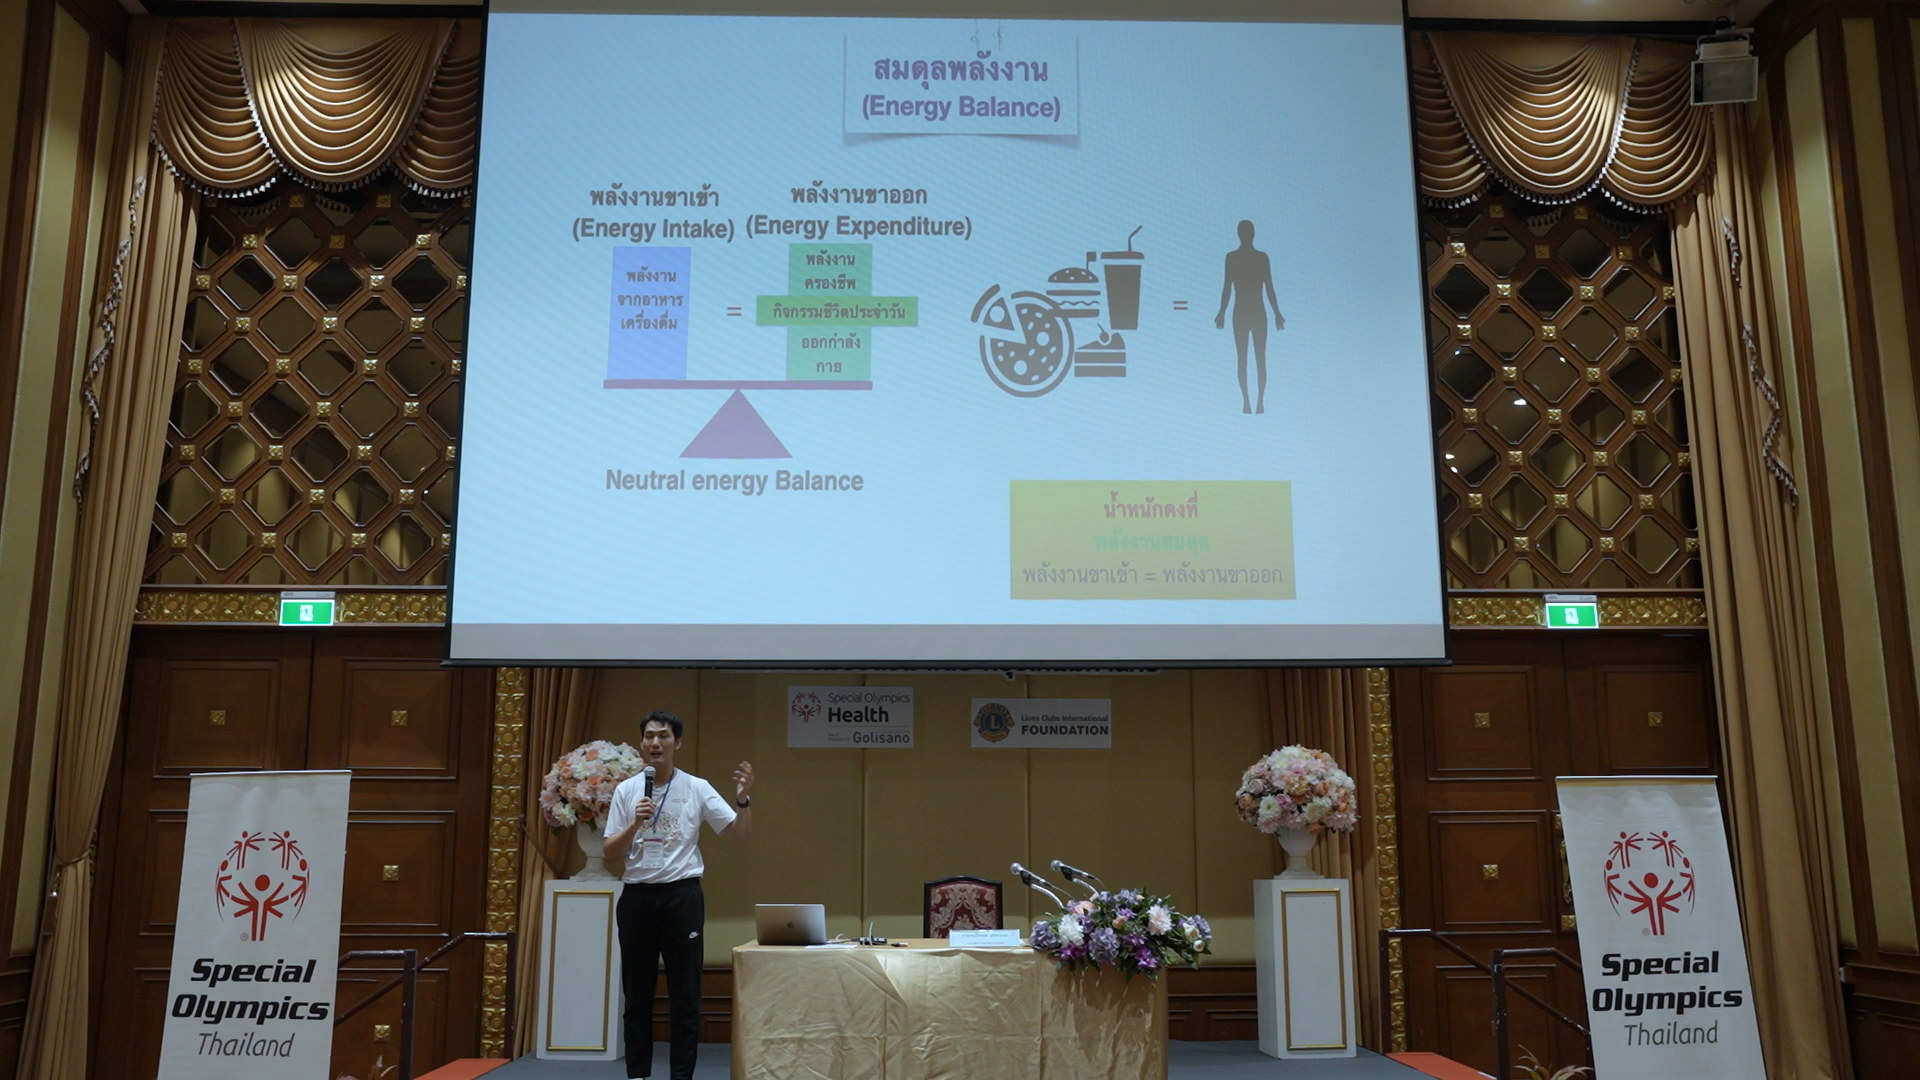 สมดุลพลังงาน
(Energy Balance)
พลังงานขาเข้า
(Energy Intake)
พลังงานขาออก
(Energy Expenditure)
พลังงาน
จากอาหาร
เครื่องดื่ม
=
พลังงาน
ครองชีพ
กิจกรรมชีวิตประจำวัน
ออกกำลัง
กาย
=
Neutral energy Balance
น้ำหนักคงที่
พลังงานสมดุล
พลังงานขาเข้า = พลังงานขาออก
Special Olympics
Health
Golisano
Lions Clubs International
FOUNDATION
Special
Olympics
Thailand
Special
Olympics
Thailand